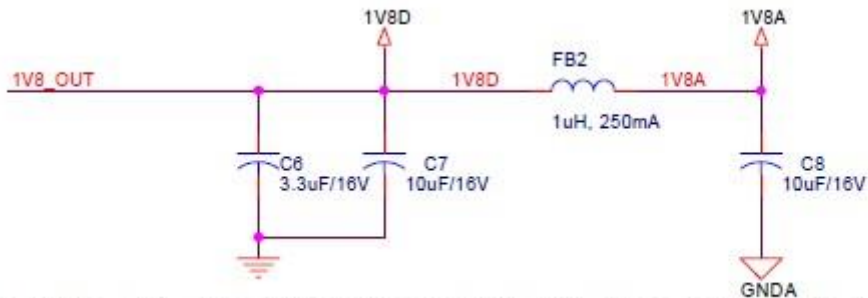 1V8D
1V8A
FB2
1V8_OUT
1V8D
1V8A
1uH, 250mA
C6
3.3uF/16V
C7
10uF/16V
C8
10uF/16V
GNDA